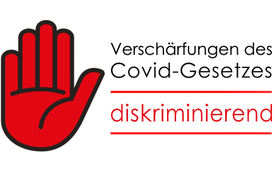 Verschärfungen des
Covid-Gesetzes
diskriminierend